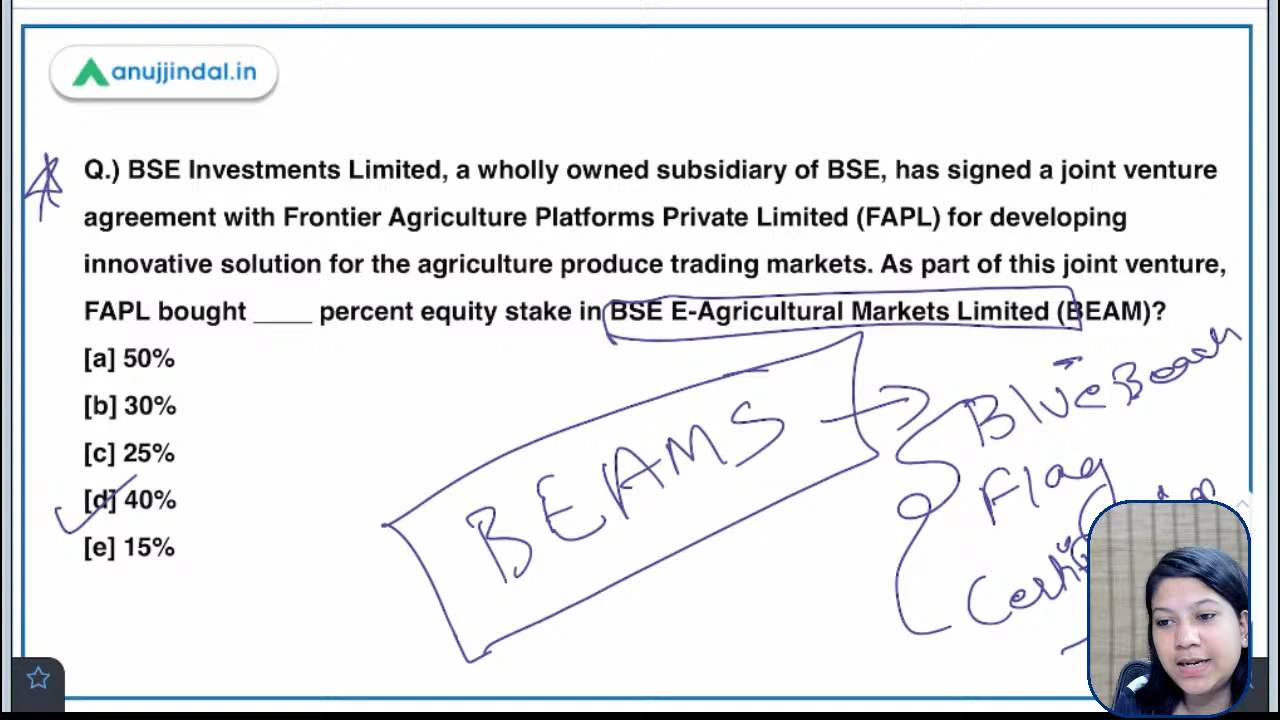 anujjindal.in
Q.) BSE Investments Limited, a wholly owned subsidiary of BSE, has signed a joint venture
agreement with Frontier Agriculture Platforms Private Limited (FAPL) for developing
innovative solution for the agriculture produce trading markets. As part of this joint venture,
FAPL bought ____ percent equity stake in BSE E-Agricultural Markets Limited (BEAM)?
[a] 50%
[b] 30%
[c] 25%
[d] 40%
[e] 15%
BEAMS
Blue Beach
Flag